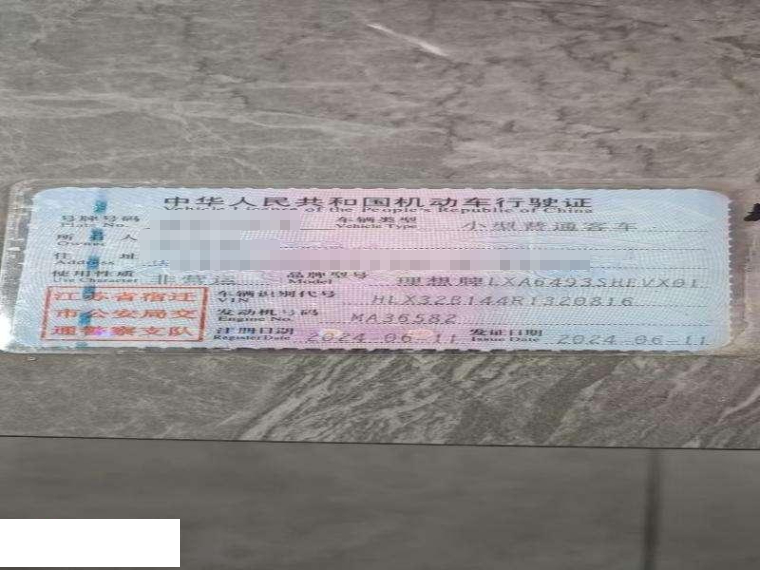 中华人民共和国机动车行驶证
Vehicle License of the People's Republic of China
号牌号码 Plate No. 车辆类型 Vehicle Type 小型普通客车
所有人 Owner
住址 Address
使用性质 Use Character 非营运 品牌型号 Model 理想牌LXA6493SHEVX01
江苏省宿迁 车辆识别代号 VIN HLX32B144R1320816
市公安局交 发动机号码 Engine No. MA36582
通警察支队 注册日期 Register Date 2024-06-11 发证日期 Issue Date 2024-06-11